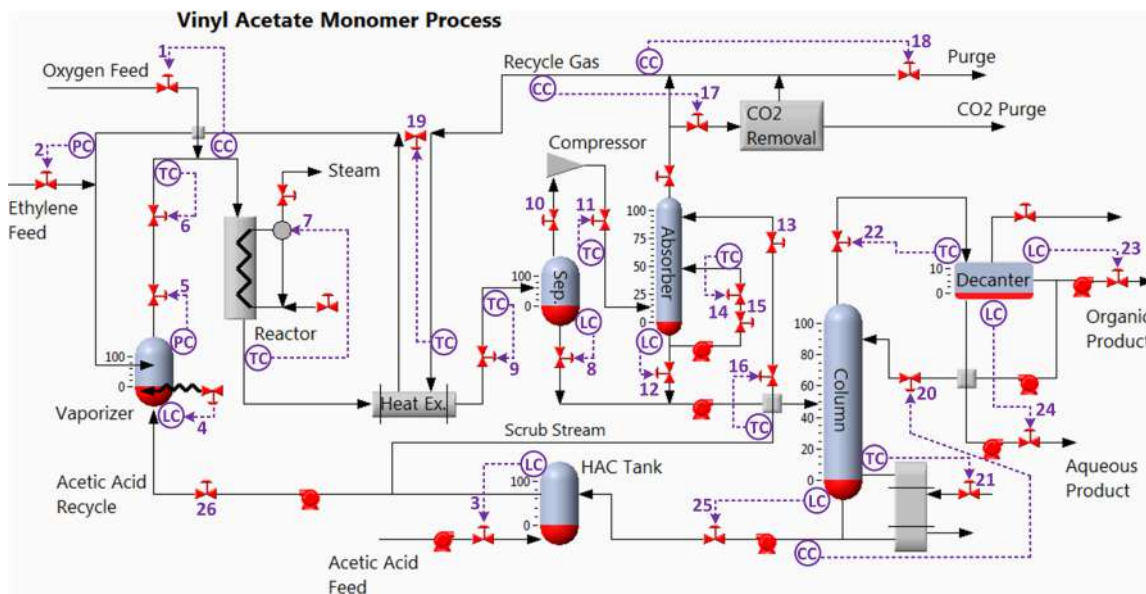 Vinyl Acetate Monomer Process
1
18
Oxygen Feed
CC
Recycle Gas
CC
Purge
CC
17
CO2 Purge
2
PC
19
CC
CO2
Removal
Compressor
TC
Steam
Ethylene
Feed
6
7
10
11
100
75
50
25
0
Absorber
13
22
TC
LC
23
TC
TC
14
15
10
0
Decanter
100
0
Sep.
5
PC
Reactor
TC
TC
TC
9
LC
8
LC
12
16
TC
LC
Organic
Product
100
80
60
40
20
0
Column
100
0
Vaporizer
LC
4
Heat Ex.
20
24
Scrub Stream
Acetic Acid
Recycle
26
LC
HAC Tank
100
0
3
TC
21
Aqueous
Product
25
LC
CC
Acetic Acid
Feed